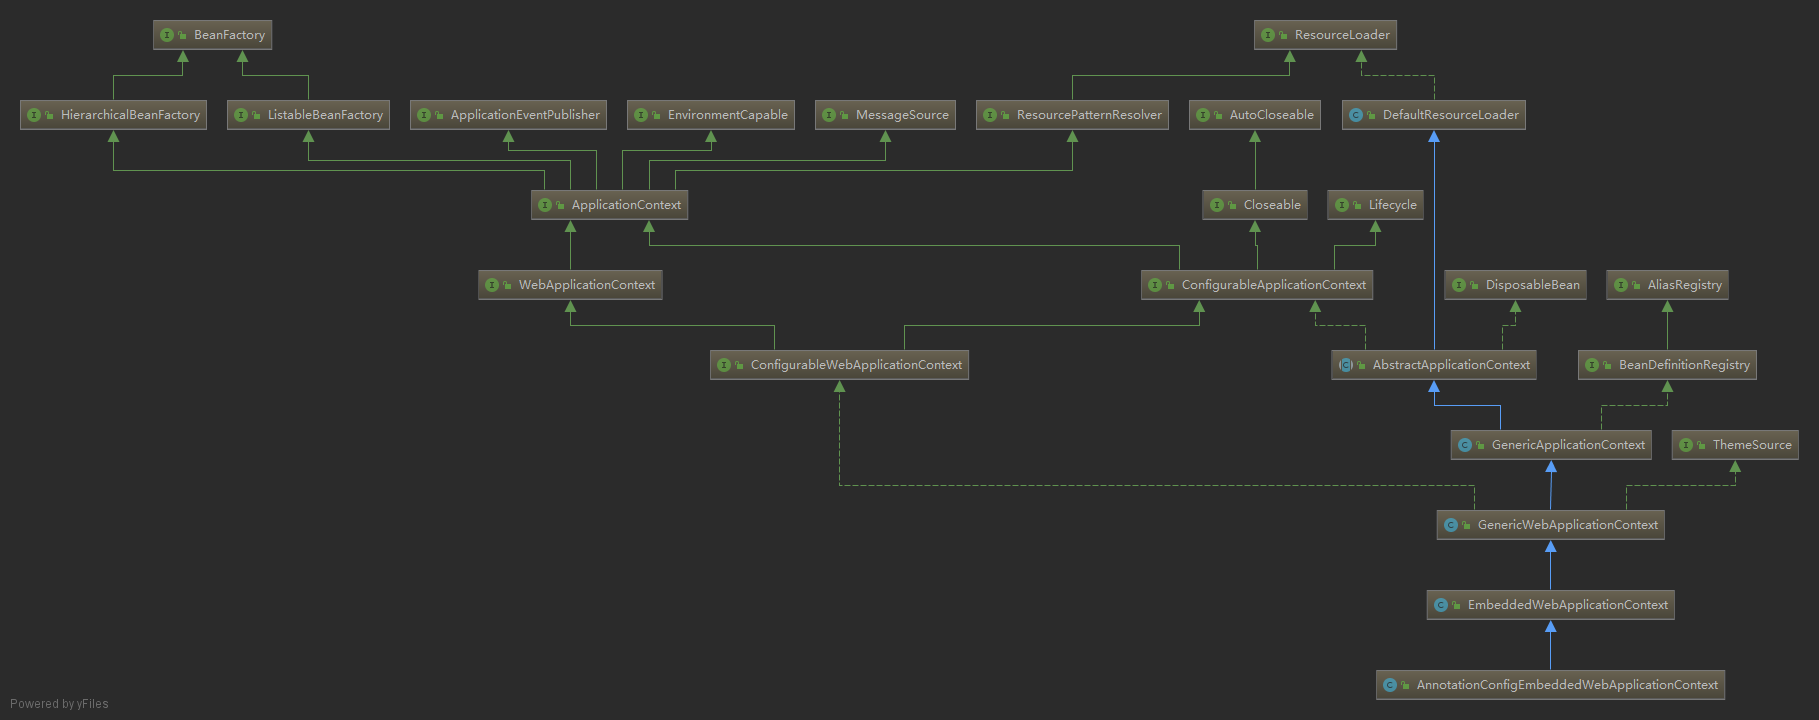 BeanFactory
ResourceLoader
HierarchicalBeanFactory
ListableBeanFactory
ApplicationEventPublisher
EnvironmentCapable
MessageSource
ResourcePatternResolver
AutoCloseable
DefaultResourceLoader
ApplicationContext
Closeable
Lifecycle
WebApplicationContext
ConfigurableApplicationContext
DisposableBean
AliasRegistry
ConfigurableWebApplicationContext
AbstractApplicationContext
BeanDefinitionRegistry
GenericApplicationContext
ThemeSource
GenericWebApplicationContext
EmbeddedWebApplicationContext
AnnotationConfigEmbeddedWebApplicationContext
Powered by yFiles